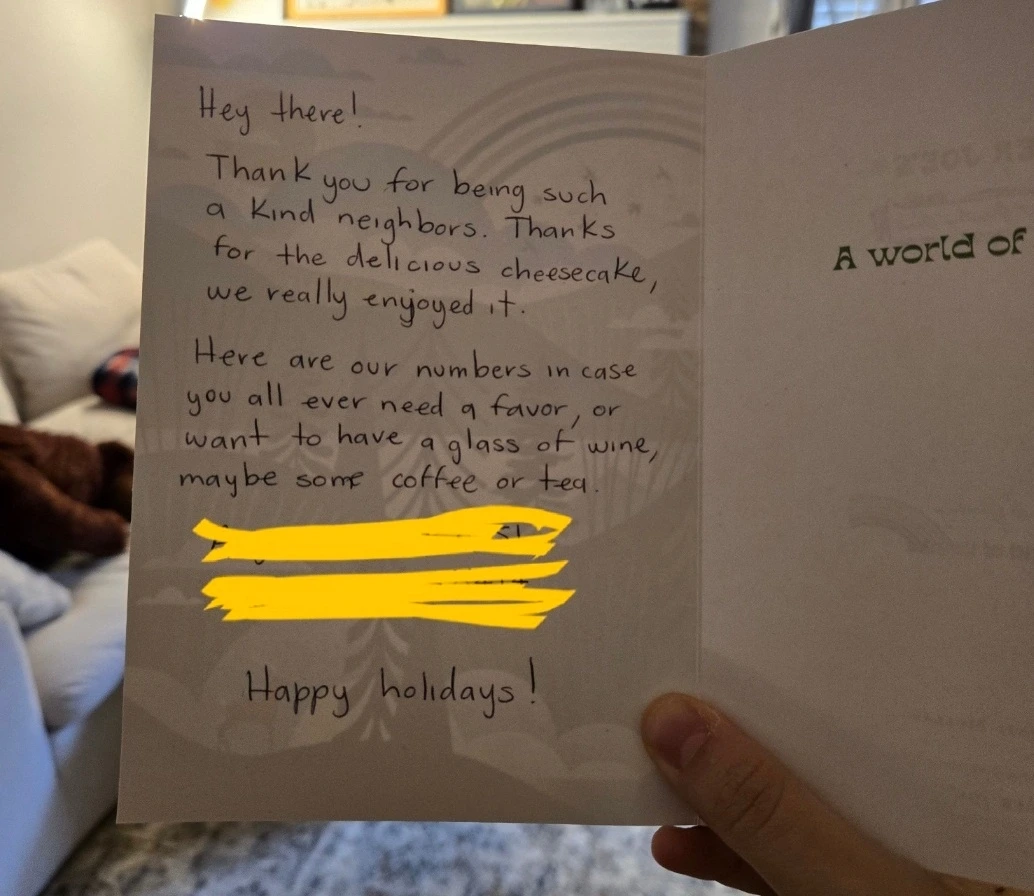 Hey there!
Thank you for being such
a kind neighbors. Thanks
for the delicious cheesecake,
we really enjoyed it.
Here are our numbers in case
you all ever need a favor, or
want to have a glass of wine,
maybe some coffee or tea.
Happy holidays!
A world of